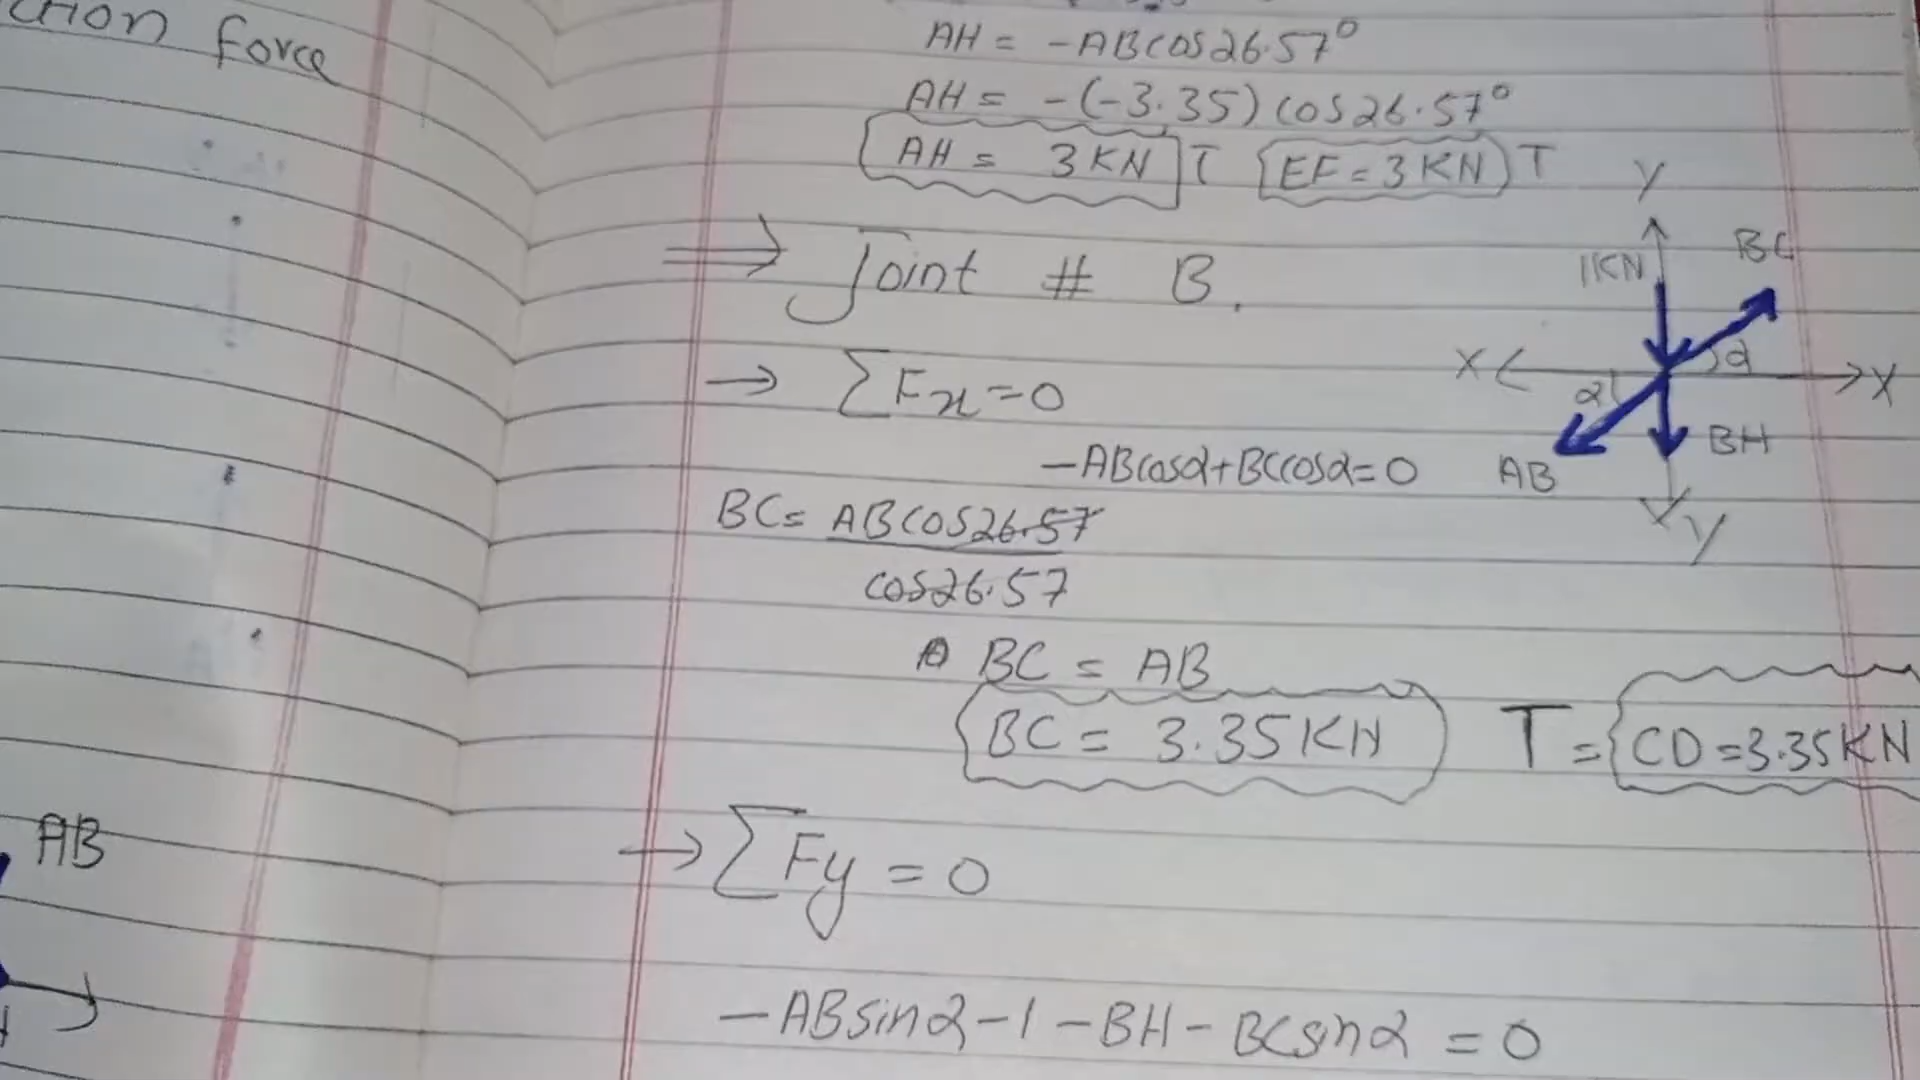 ction force
AH = -ABcos26.57°
AH = -(-3.35) cos26.57°
AH = 3KN T EF = 3KN T
⇒ Joint # B.
Y
1KN
BC
X
α
α
X
AB
BH
Y
→ ΣFx=0
-ABcosα+BCcosα=0
BC= ABcos26.57
cos26.57
BC = AB
BC = 3.35KN T = CD=3.35KN
→ ΣFy = 0
-ABsinα-1-BH-BCsinα = 0
AB